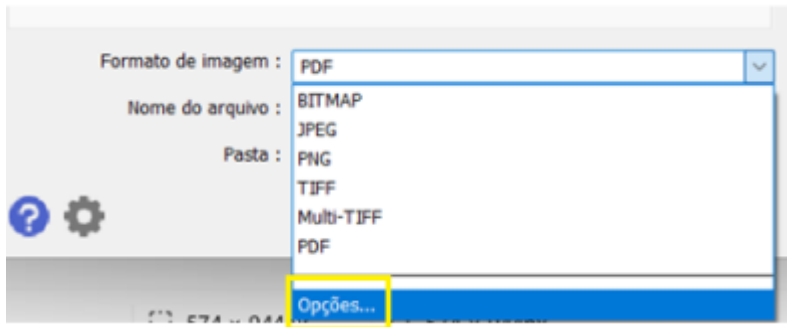 Formato de imagem : PDF
BITMAP
Nome do arquivo :
JPEG
Pasta : PNG
TIFF
Multi-TIFF
PDF
Opções...